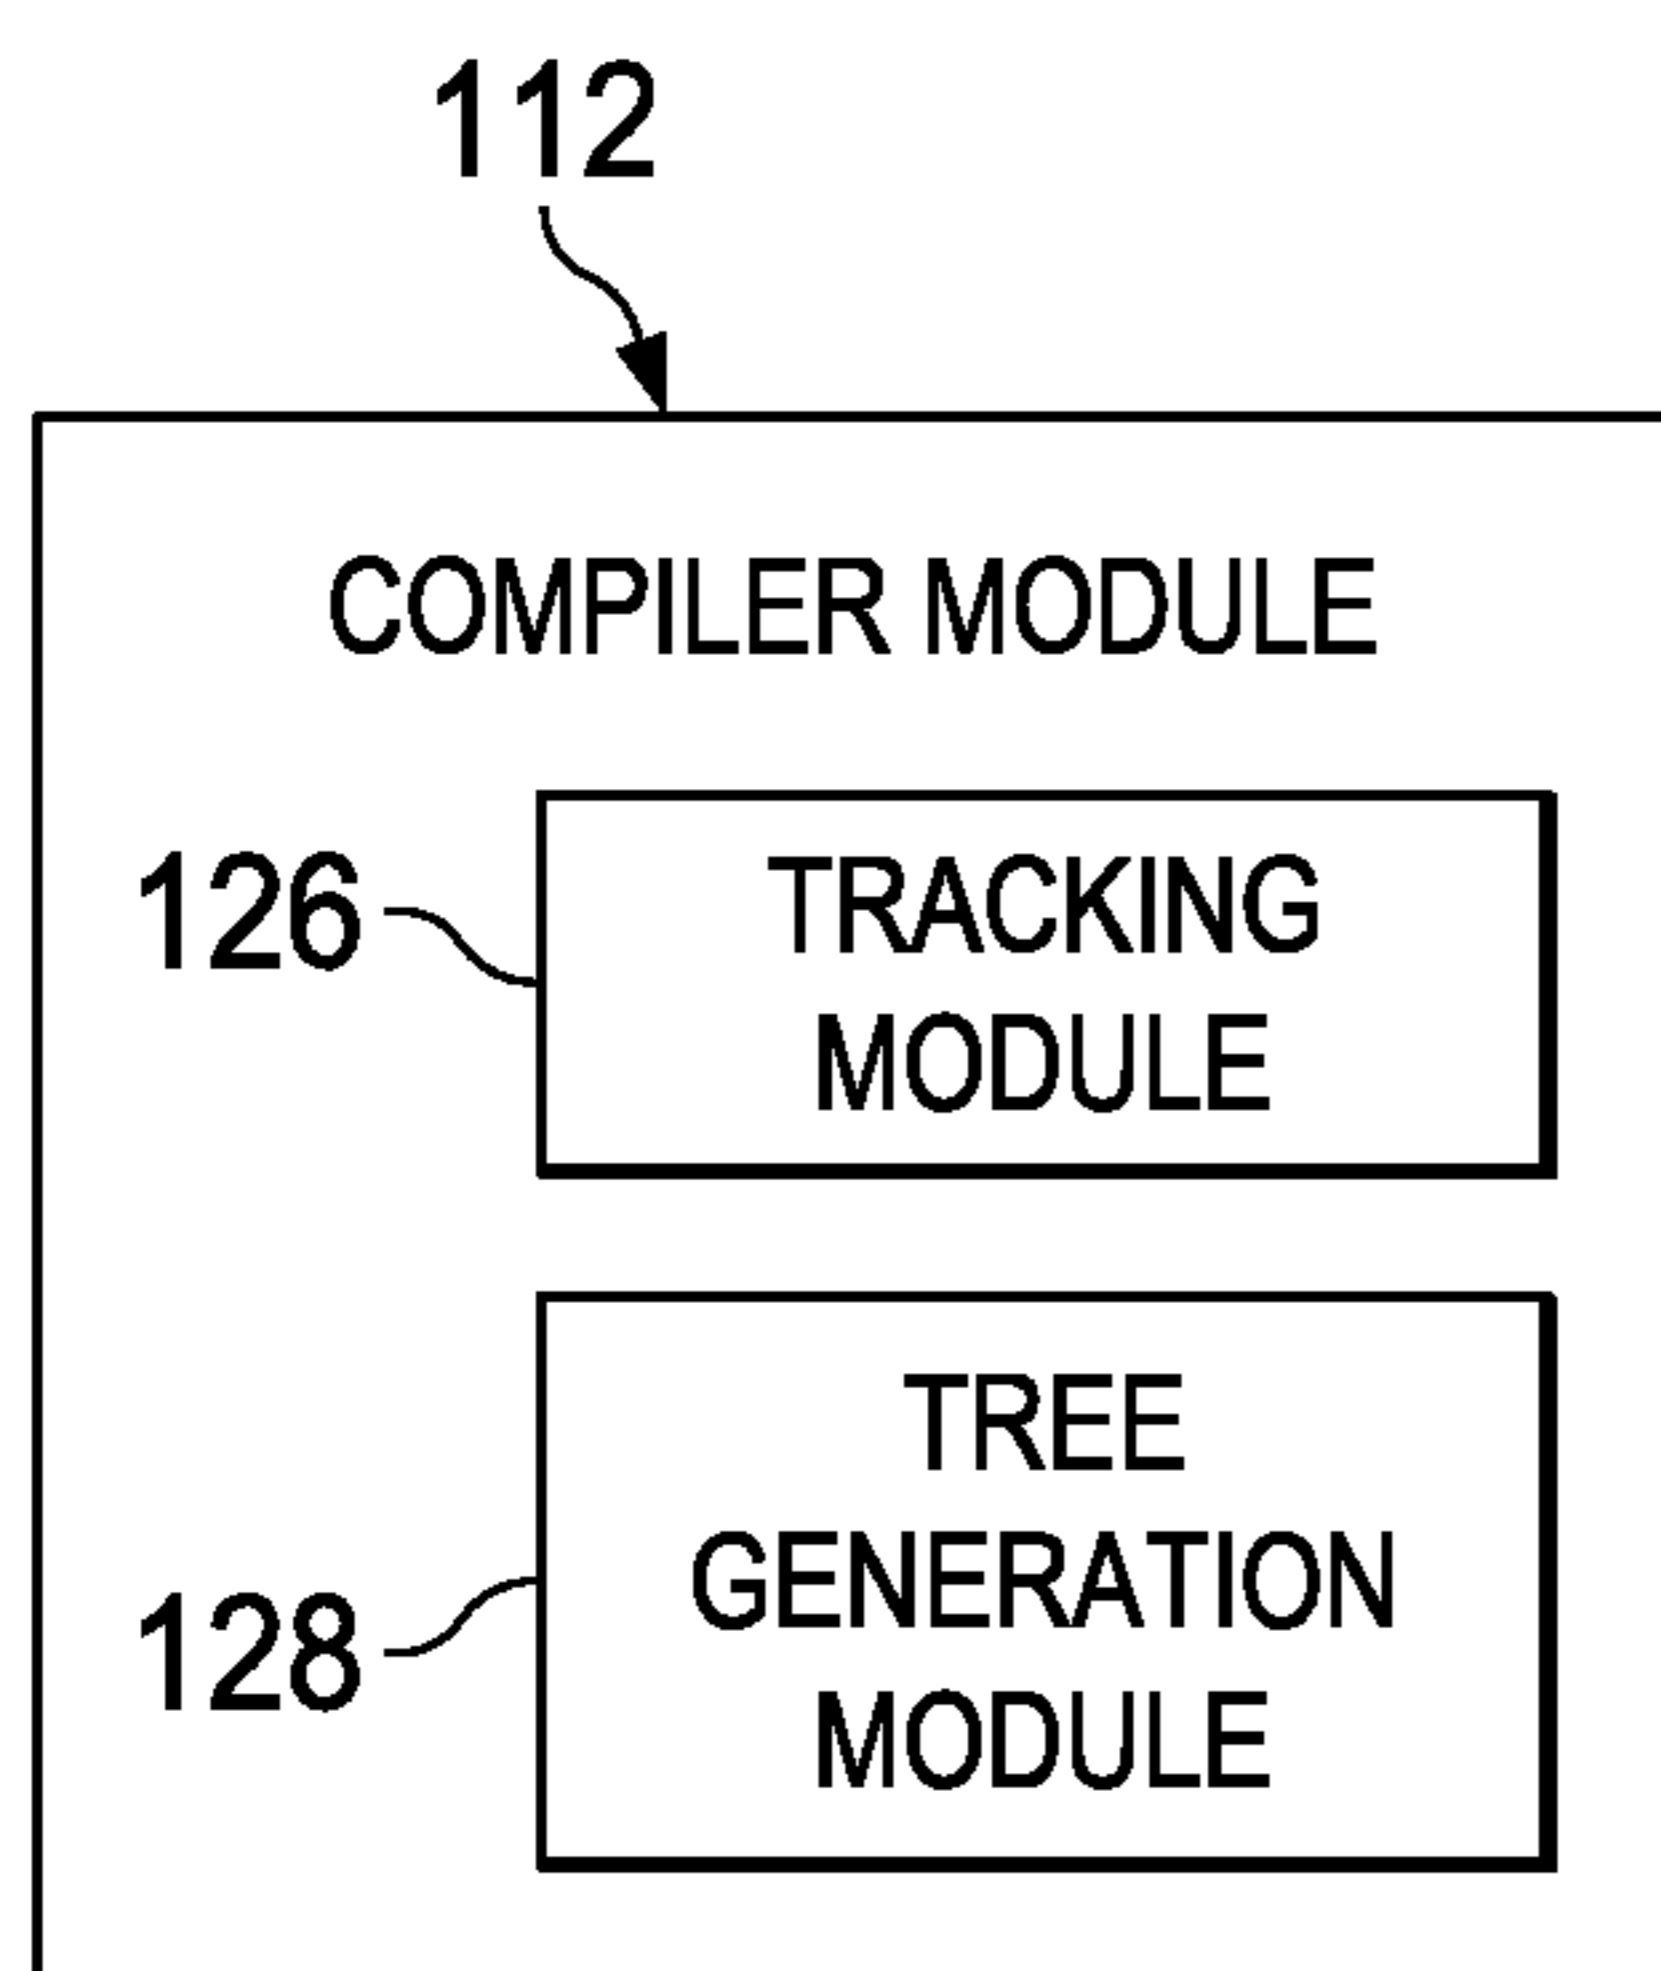 112
COMPILER MODULE
126
TRACKING
MODULE
TREE
GENERATION
128
MODULE